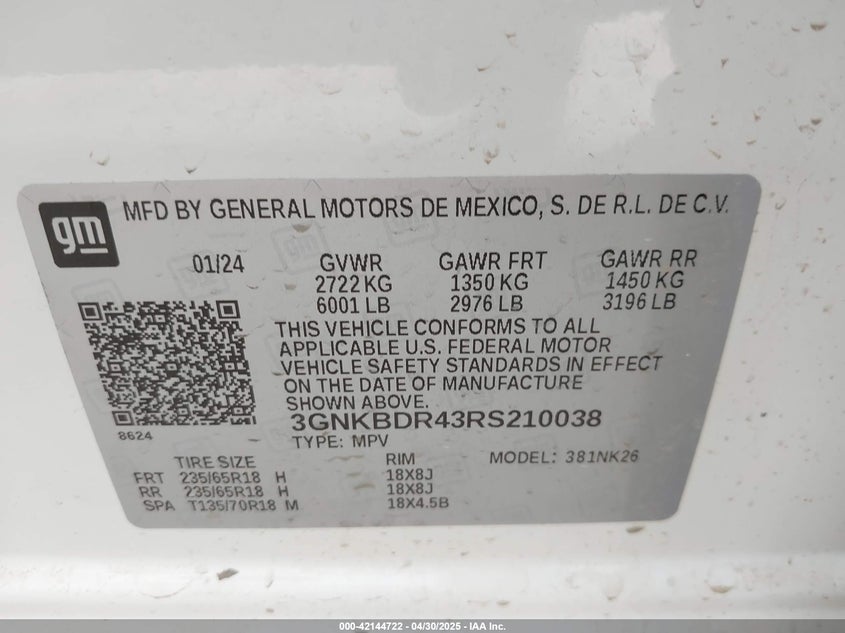 gm
MFD BY GENERAL MOTORS DE MEXICO, S. DE R.L. DE C.V.
01/24 GVWR GAWR FRT GAWR RR
2722 KG 1350 KG 1450 KG
6001 LB 2976 LB 3196 LB
THIS VEHICLE CONFORMS TO ALL
APPLICABLE U.S. FEDERAL MOTOR
VEHICLE SAFETY STANDARDS IN EFFECT
ON THE DATE OF MANUFACTURE
SHOWN ABOVE.
3GNKBDR43RS210038
8624
TYPE: MPV
TIRE SIZE RIM MODEL: 381NK26
FRT 235/65R18 H 18X8J
RR 235/65R18 H 18X8J
SPA T135/70R18 M 18X4.5B
000-42144722 - 04/30/2025 - IAA Inc.